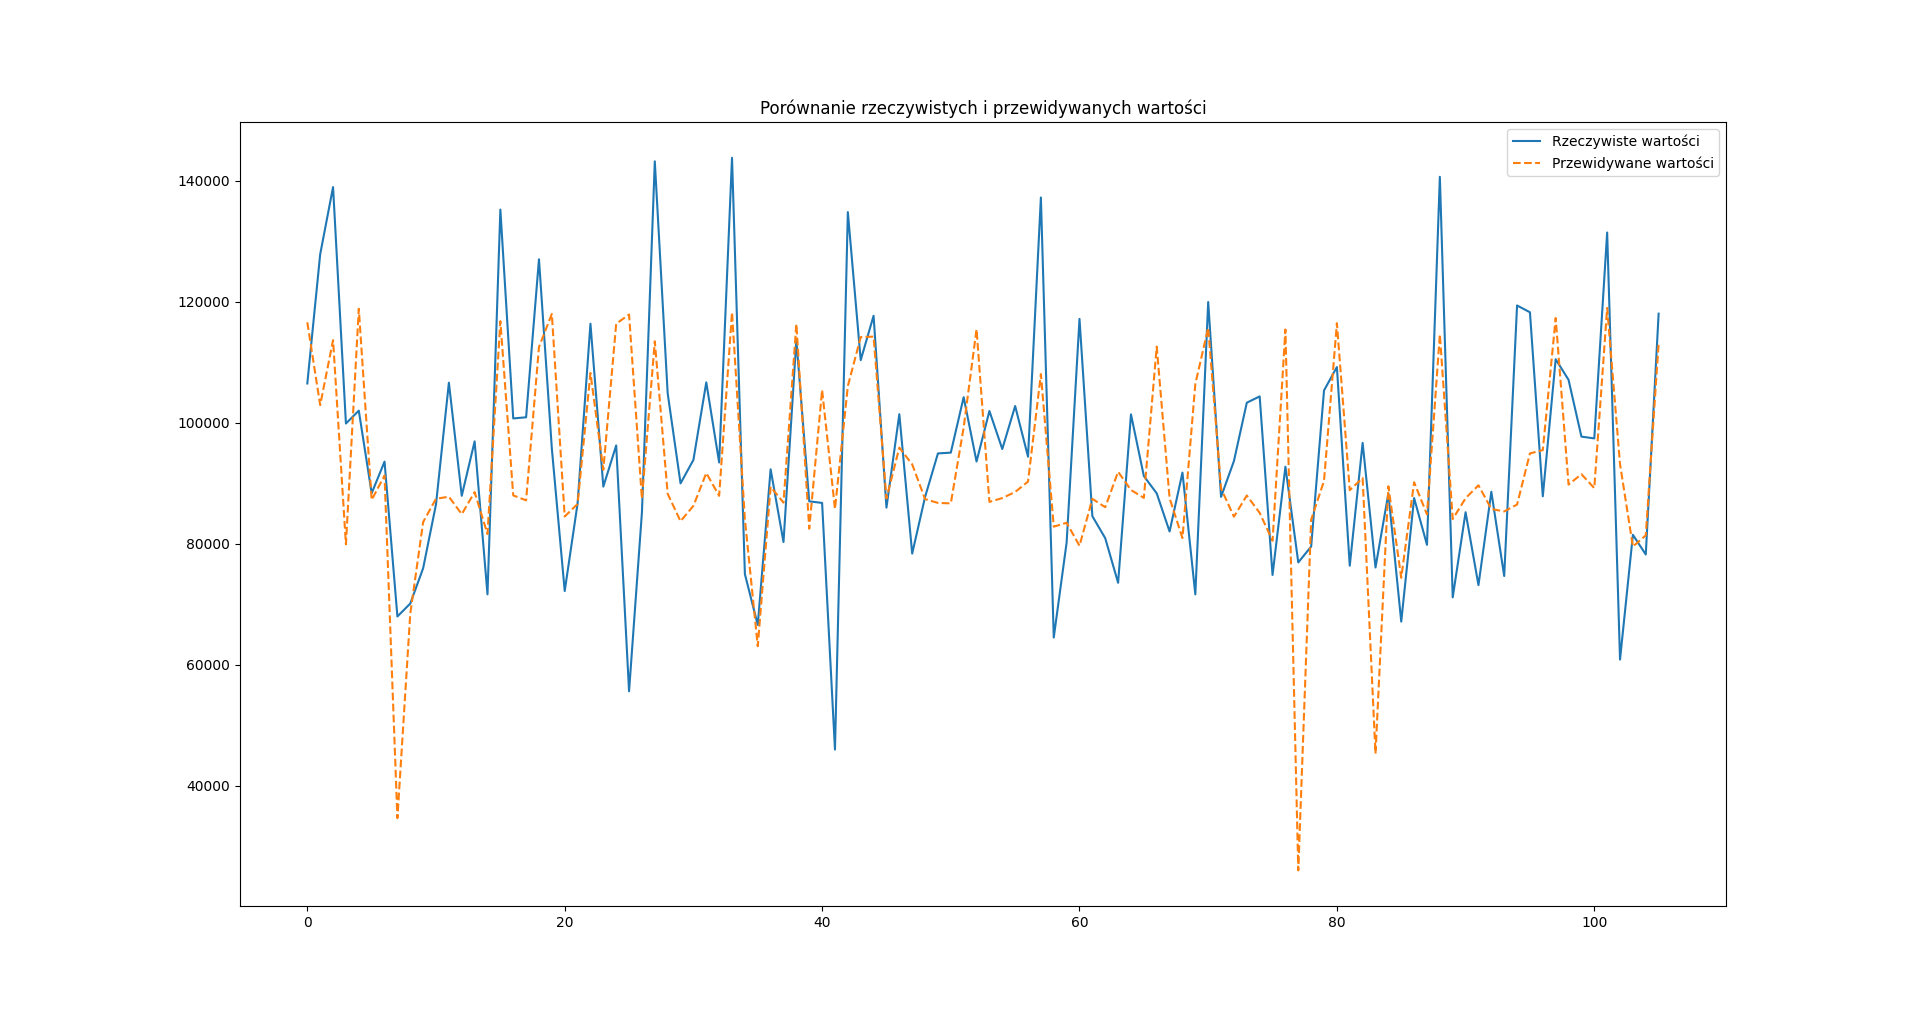 Porównanie rzeczywistych i przewidywanych wartości
Rzeczywiste wartości
Przewidywane wartości
140000
120000
100000
80000
60000
40000
0 20 40 60 80 100